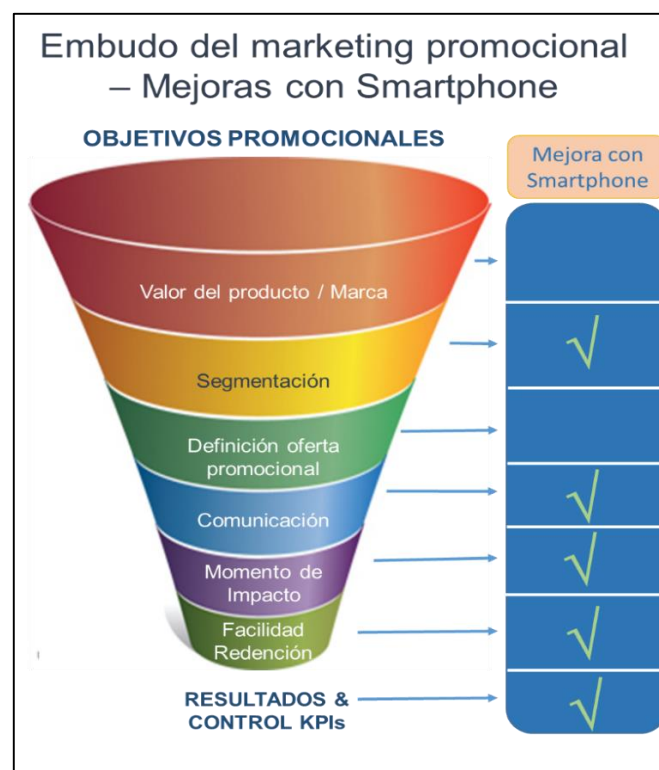 Embudo del marketing promocional
– Mejoras con Smartphone
OBJETIVOS PROMOCIONALES
Mejora con
Smartphone
Valor del producto / Marca
Segmentación
√
Definición oferta
promocional
Comunicación
√
Momento de
Impacto
√
Facilidad
Redención
√
RESULTADOS &
CONTROL KPIs
√